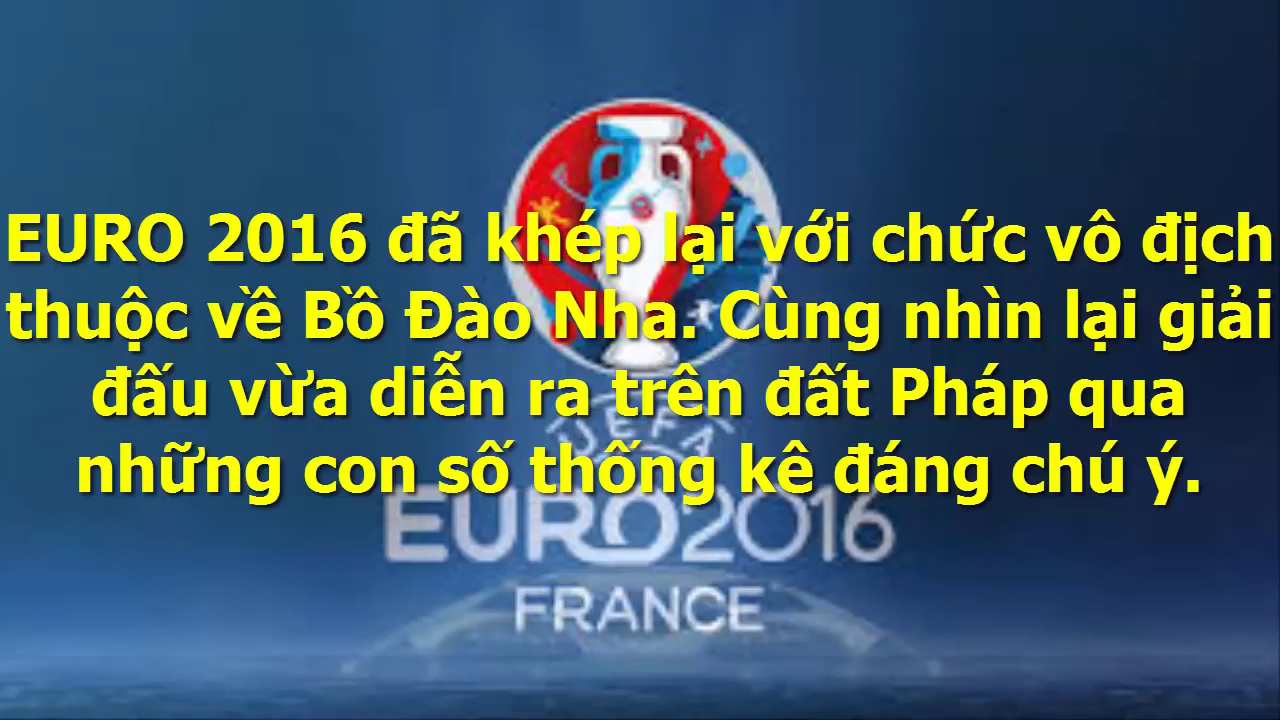 EURO 2016 đã khép lại với chức vô địch
thuộc về Bồ Đào Nha. Cùng nhìn lại giải
đấu vừa diễn ra trên đất Pháp qua
những con số thống kê đáng chú ý.
UEFA
EURO2016
FRANCE